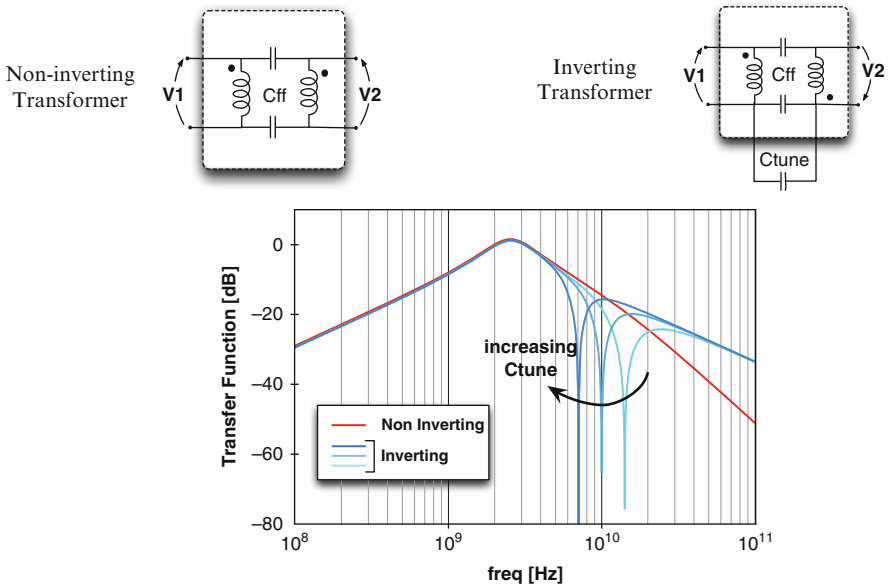 Non-inverting
Transformer
V1
Cff
V2
Inverting
Transformer
V1
Cff
V2
Ctune
Transfer Function [dB]
0
−20
−40
−60
−80
increasing
Ctune
Non Inverting
Inverting
10⁸
10⁹
10¹⁰
10¹¹
freq [Hz]